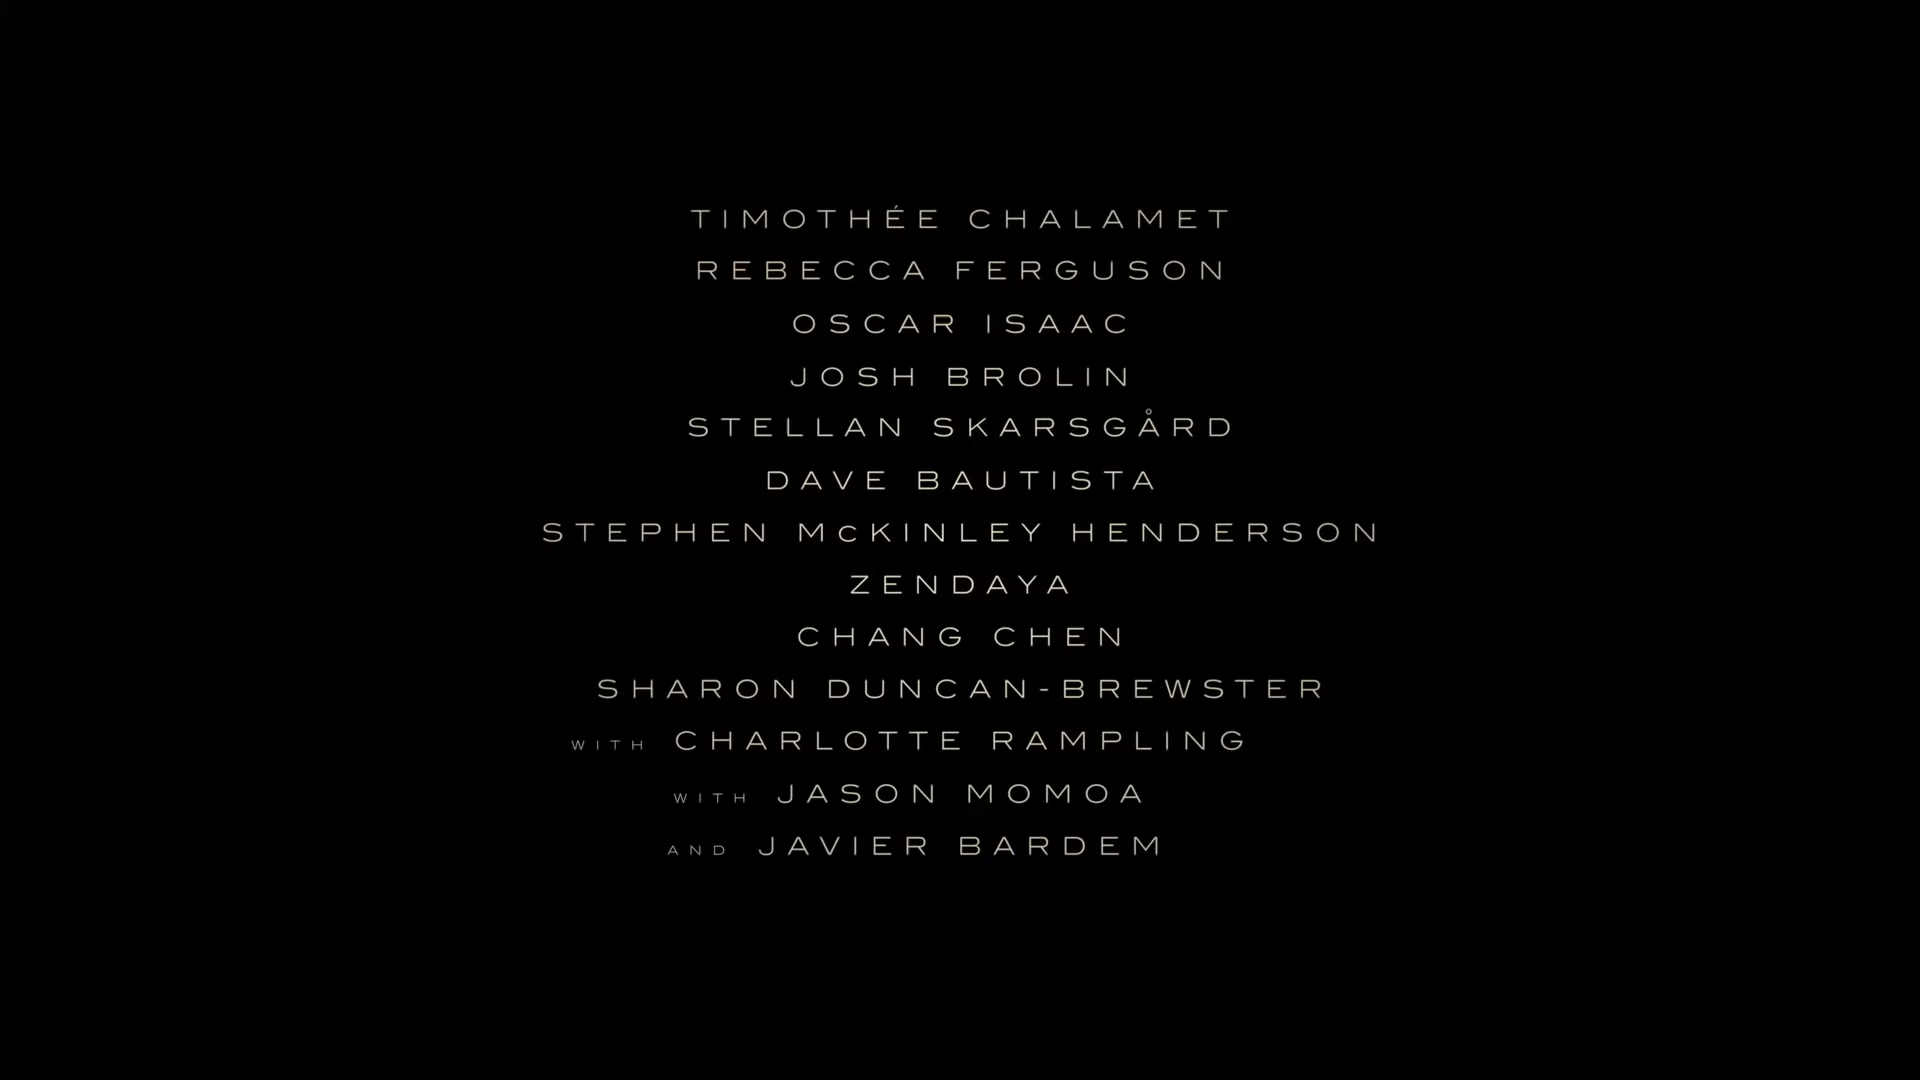 TIMOTHÉE CHALAMET
REBECCA FERGUSON
OSCAR ISAAC
JOSH BROLIN
STELLAN SKARSGÅRD
DAVE BAUTISTA
STEPHEN McKINLEY HENDERSON
ZENDAYA
CHANG CHEN
SHARON DUNCAN-BREWSTER
WITH CHARLOTTE RAMPLING
WITH JASON MOMOA
AND JAVIER BARDEM